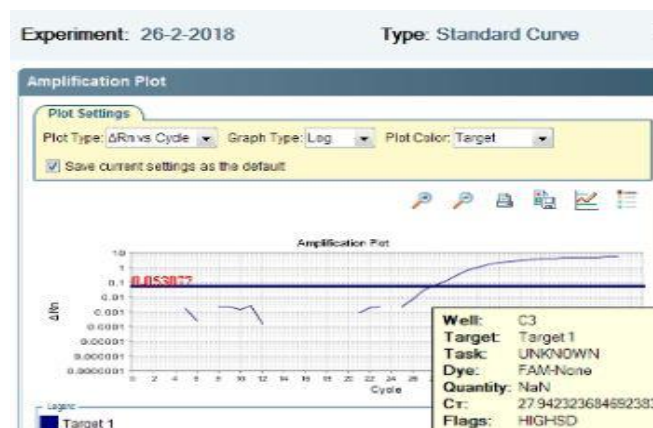 Experiment: 26-2-2018 Type: Standard Curve
Amplification Plot
Plot Settings
Plot Type: ΔRn vs Cycle Graph Type: Log Plot Color: Target
Save current settings as the default
Amplification Plot
10
1
0.1
0.053072
0.01
0.001
0.0001
0.00001
0.000001
0.0000001
ΔRn
0 2 4 6 8 10 12 14 16 18 20 22 24 26
Cycle
Well: C3
Target: Target 1
Task: UNKNOWN
Dye: FAM-None
Quantity: NaN
Cт: 27.942323684692383
Flags: HIGHSD
Legend
Target 1